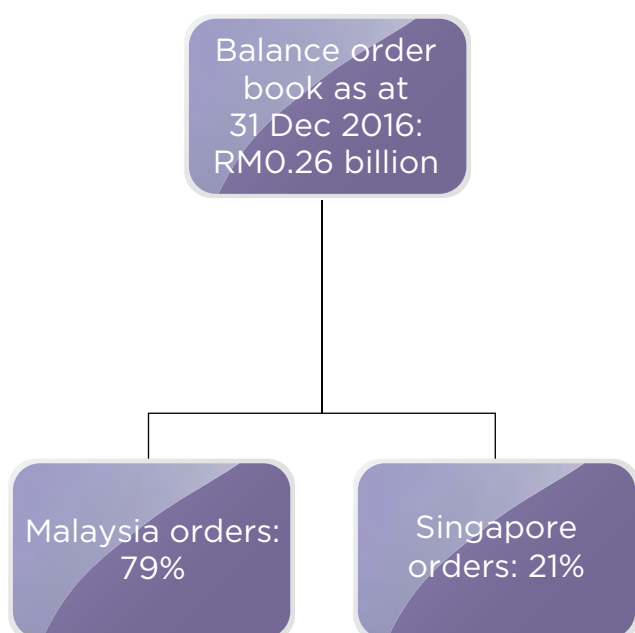 Balance order
book as at
31 Dec 2016:
RM0.26 billion
Malaysia orders:
79%
Singapore
orders: 21%